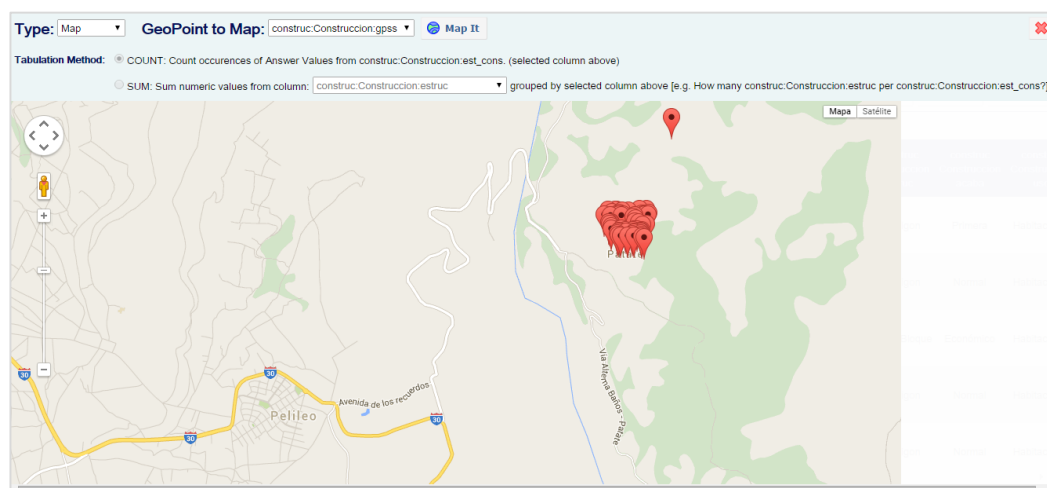 Type: Map GeoPoint to Map: construc:Construccion:gpss Map It
Tabulation Method: COUNT: Count occurences of Answer Values from construc:Construccion:est_cons. (selected column above)
SUM: Sum numeric values from column: construc:Construccion:estruc grouped by selected column above [e.g. How many construc:Construccion:estruc per construc:Construccion:est_cons?]
Mapa Satélite
Patate
Vía Alterna Baños - Patate
30
30
Avenida de los recuerdos
Pelileo
30
30